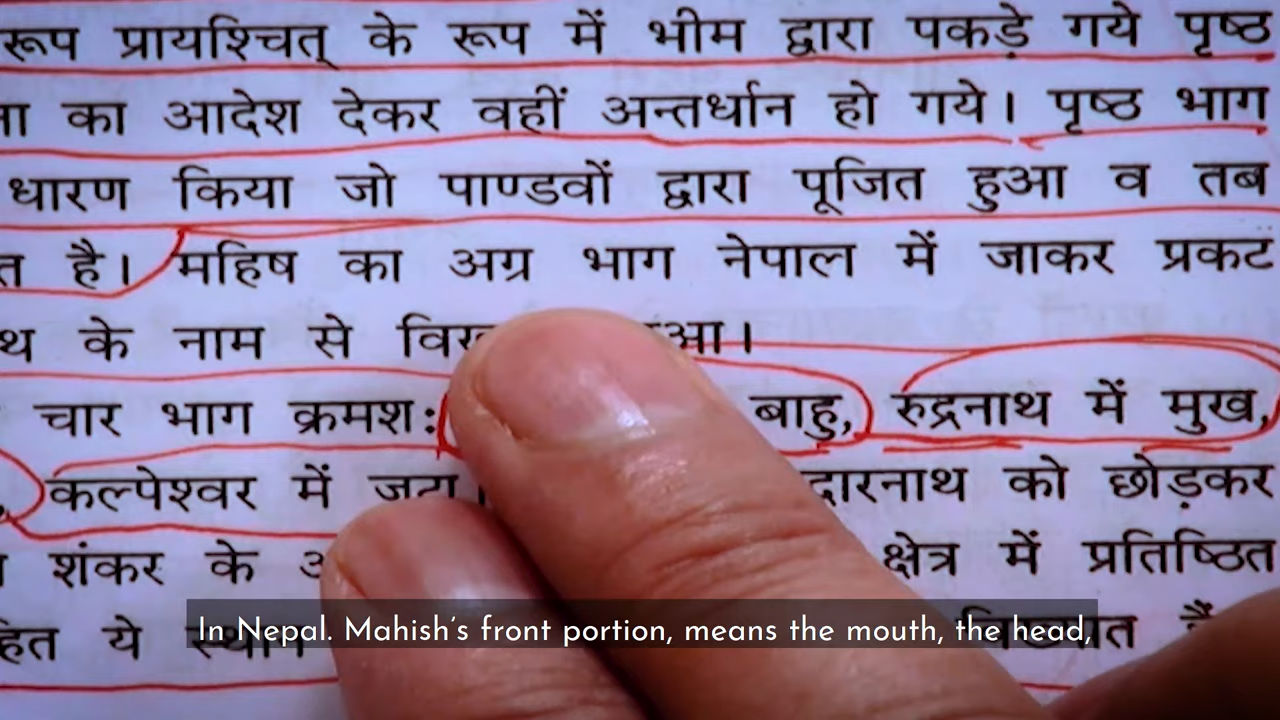 रूप प्रायश्चित् के रूप में भीम द्वारा पकड़े गये पृष्ठ
का आदेश देकर वहीं अन्तर्धान हो गये। पृष्ठ भाग
धारण किया जो पाण्डवों द्वारा पूजित हुआ व तब
है। महिष का अग्र भाग नेपाल में जाकर प्रकट
के नाम से
चार भाग क्रमश: बाहु, रुद्रनाथ में मुख,
कल्पेश्वर में जटा। को छोड़कर
शंकर के क्षेत्र में प्रतिष्ठित
ये स्थान
In Nepal. Mahish's front portion, means the mouth, the head,